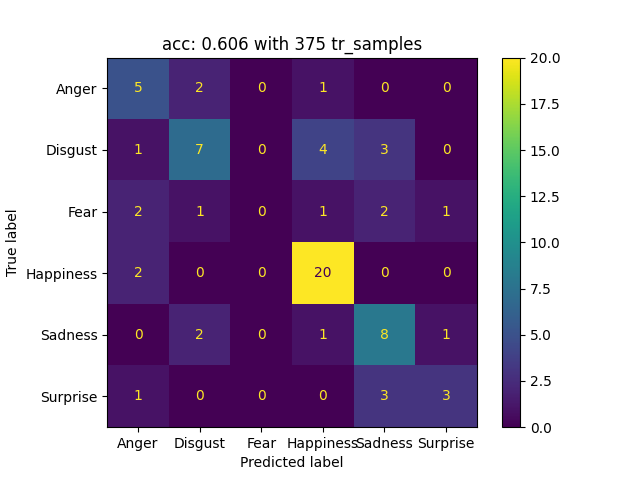 acc: 0.606 with 375 tr_samples
True label
Anger 5 2 0 1 0 0
Disgust 1 7 0 4 3 0
Fear 2 1 0 1 2 1
Happiness 2 0 0 20 0 0
Sadness 0 2 0 1 8 1
Surprise 1 0 0 0 3 3
Anger Disgust Fear Happiness Sadness Surprise
Predicted label
20.0
17.5
15.0
12.5
10.0
7.5
5.0
2.5
0.0